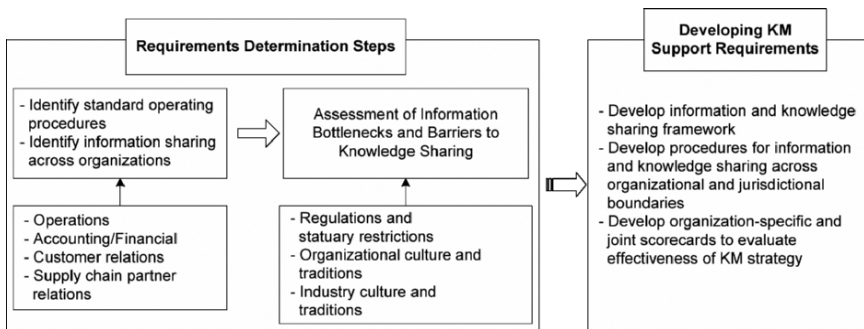 Requirements Determination Steps
- Identify standard operating
procedures
- Identify information sharing
across organizations
Assessment of Information
Bottlenecks and Barriers to
Knowledge Sharing
- Operations
- Accounting/Financial
- Customer relations
- Supply chain partner
relations
- Regulations and
statuary restrictions
- Organizational culture and
traditions
- Industry culture and
traditions
Developing KM
Support Requirements
- Develop information and knowledge
sharing framework
- Develop procedures for information
and knowledge sharing across
organizational and jurisdictional
boundaries
- Develop organization-specific and
joint scorecards to evaluate
effectiveness of KM strategy